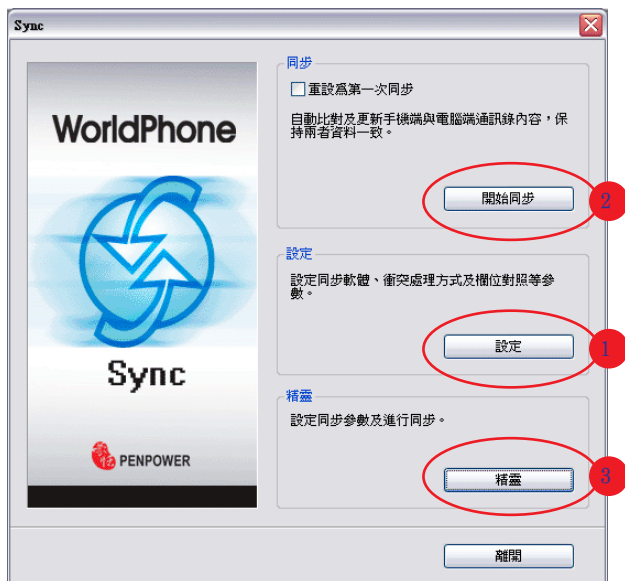 Sync
WorldPhone
Sync
PENPOWER
同步
重設為第一次同步
自動比對及更新手機端與電腦端通訊錄內容，保
持兩者資料一致。
開始同步
2
設定
設定同步軟體、衝突處理方式及欄位對照等參
數。
設定
1
精靈
設定同步參數及進行同步。
精靈
3
離開